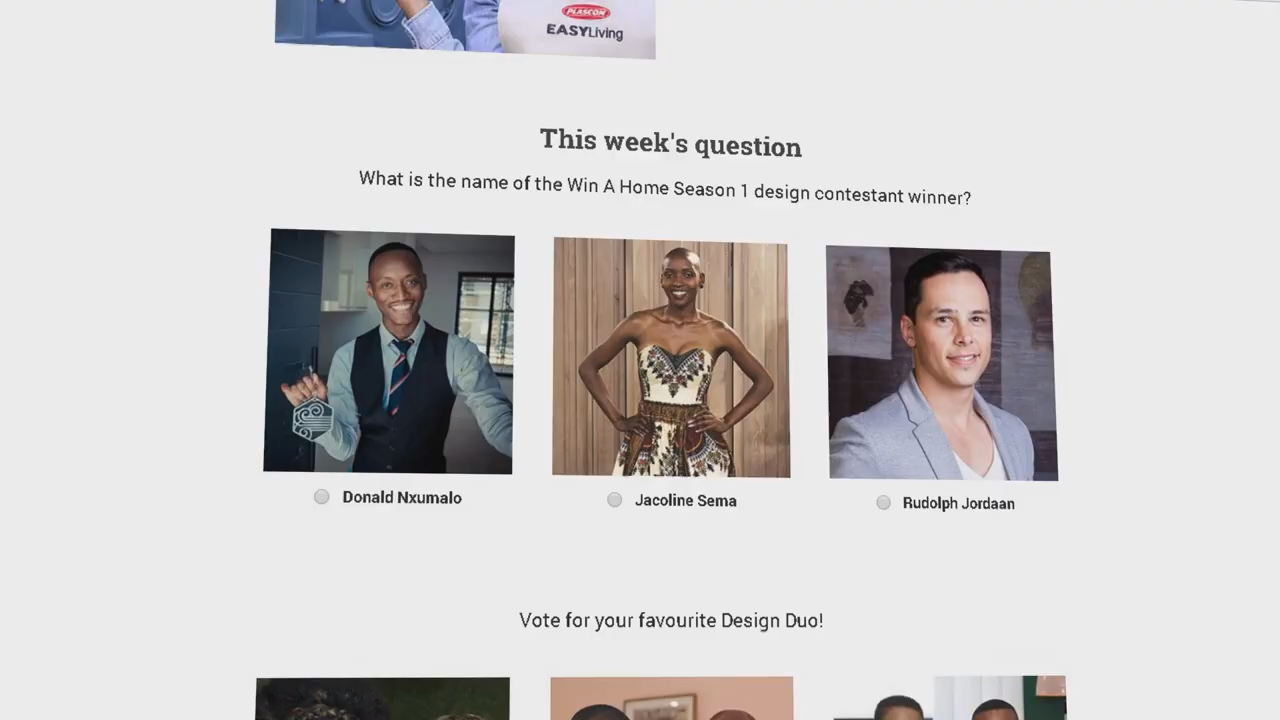 PLASCON
EASYLiving
This week's question
What is the name of the Win A Home Season 1 design contestant winner?
Donald Nxumalo
Jacoline Sema
Rudolph Jordaan
Vote for your favourite Design Duo!